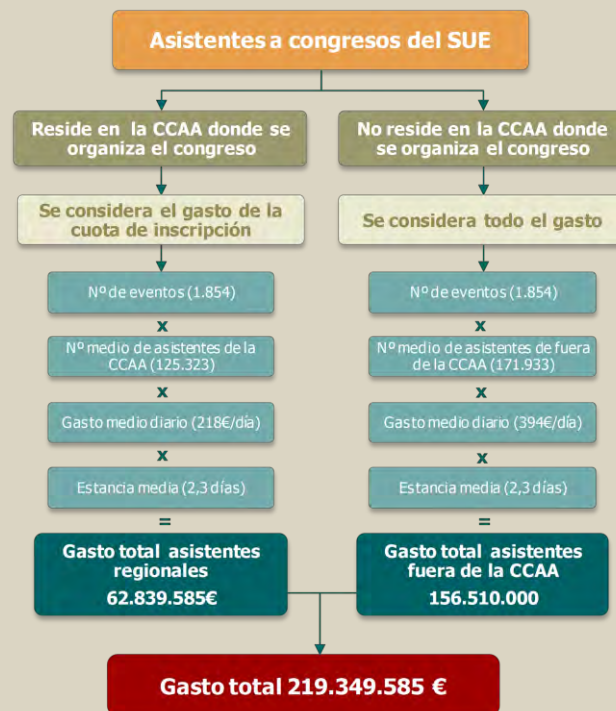 Asistentes a congresos del SUE
Reside en la CCAA donde se
organiza el congreso
No reside en la CCAA donde
se organiza el congreso
Se considera el gasto de la
cuota de inscripción
Se considera todo el gasto
Nº de eventos (1.854)
x
Nº medio de asistentes de la
CCAA (125.323)
x
Gasto medio diario (218€/día)
x
Estancia media (2,3 días)
=
Gasto total asistentes
regionales
62.839.585€
Nº de eventos (1.854)
x
Nº medio de asistentes de fuera
de la CCAA (171.933)
x
Gasto medio diario (394€/día)
x
Estancia media (2,3 días)
=
Gasto total asistentes
fuera de la CCAA
156.510.000
Gasto total 219.349.585 €